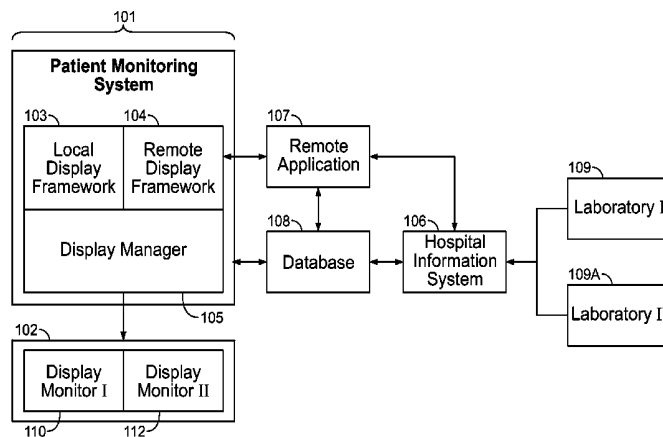 101
Patient Monitoring
System
103
104
Local
Display
Framework
Remote
Display
Framework
Display Manager
105
107
Remote
Application
108
Database
106
Hospital
Information
System
109
Laboratory I
109A
Laboratory I
102
Display
Monitor I
Display
Monitor II
110
112